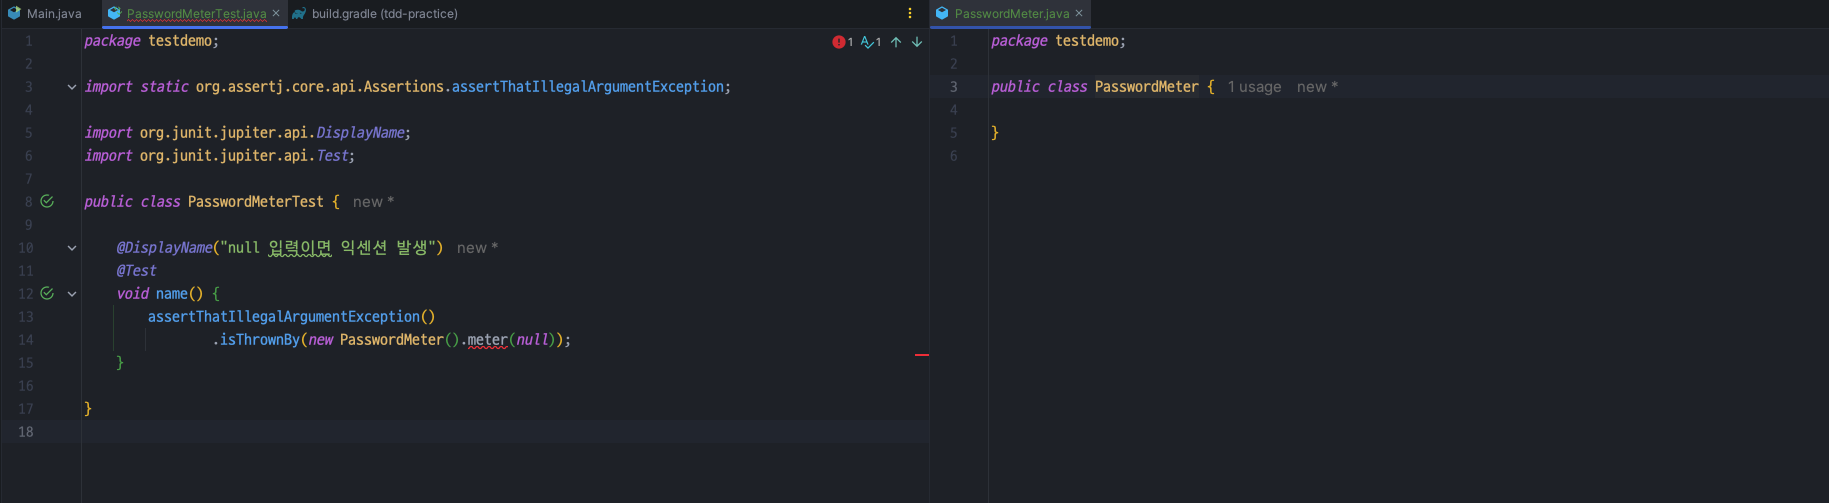 Main.java PasswordMeterTest.java × build.gradle (tdd-practice)
1 package testdemo;
1 1
2
3 import static org.assertj.core.api.Assertions.assertThatIllegalArgumentException;
4
5 import org.junit.jupiter.api.DisplayName;
6 import org.junit.jupiter.api.Test;
7
8 public class PasswordMeterTest { new *
9
10 @DisplayName("null 입력이면 익센션 발생") new *
11 @Test
12 void name() {
13 assertThatIllegalArgumentException()
14 .isThrownBy(new PasswordMeter().meter(null));
15 }
16
17 }
18
PasswordMeter.java ×
1 package testdemo;
2
3 public class PasswordMeter { 1 usage new *
4
5 }
6